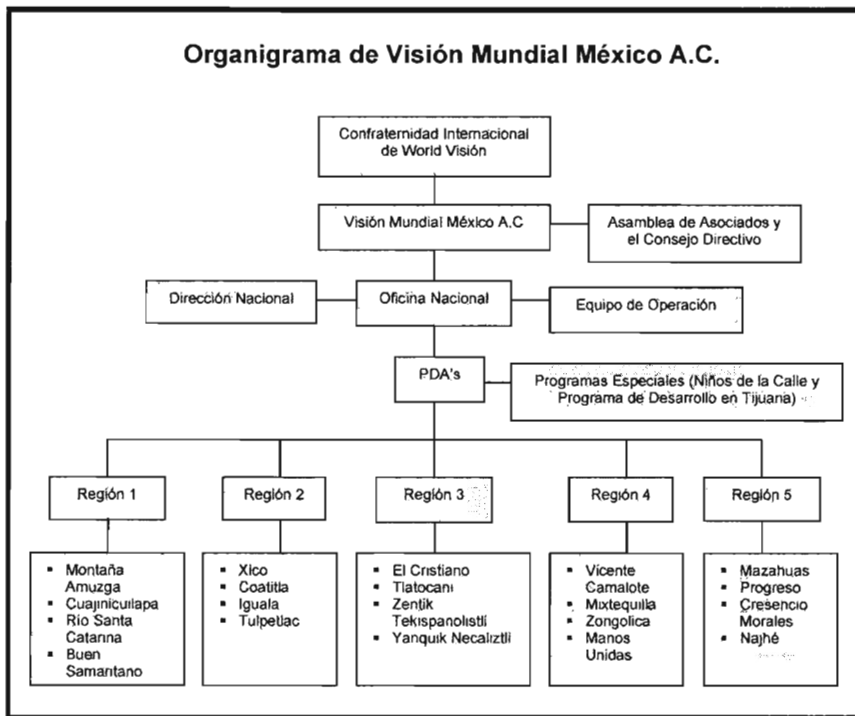 Organigrama de Visión Mundial México A.C.
Confraternidad Internacional
de World Visión
Visión Mundial México A.C
Asamblea de Asociados y
el Consejo Directivo
Dirección Nacional
Oficina Nacional
Equipo de Operación
PDA's
Programas Especiales (Niños de la Calle y
Programa de Desarrollo en Tijuana)
Región 1
Región 2
Región 3
Región 4
Región 5
▪ Montaña
Amuzga
▪ Cuajinicuilapa
▪ Río Santa
Catarina
▪ Buen
Samaritano
▪ Xico
▪ Coatitla
▪ Iguala
▪ Tulpetlac
▪ El Cristiano
▪ Tlatocani
▪ Zentik
Tekispanolistli
▪ Yanquik Necaliztli
▪ Vicente
Camalote
▪ Mixtequilla
▪ Zongolica
▪ Manos
Unidas
▪ Mazahuas
▪ Progreso
▪ Cresencio
Morales
▪ Najhé